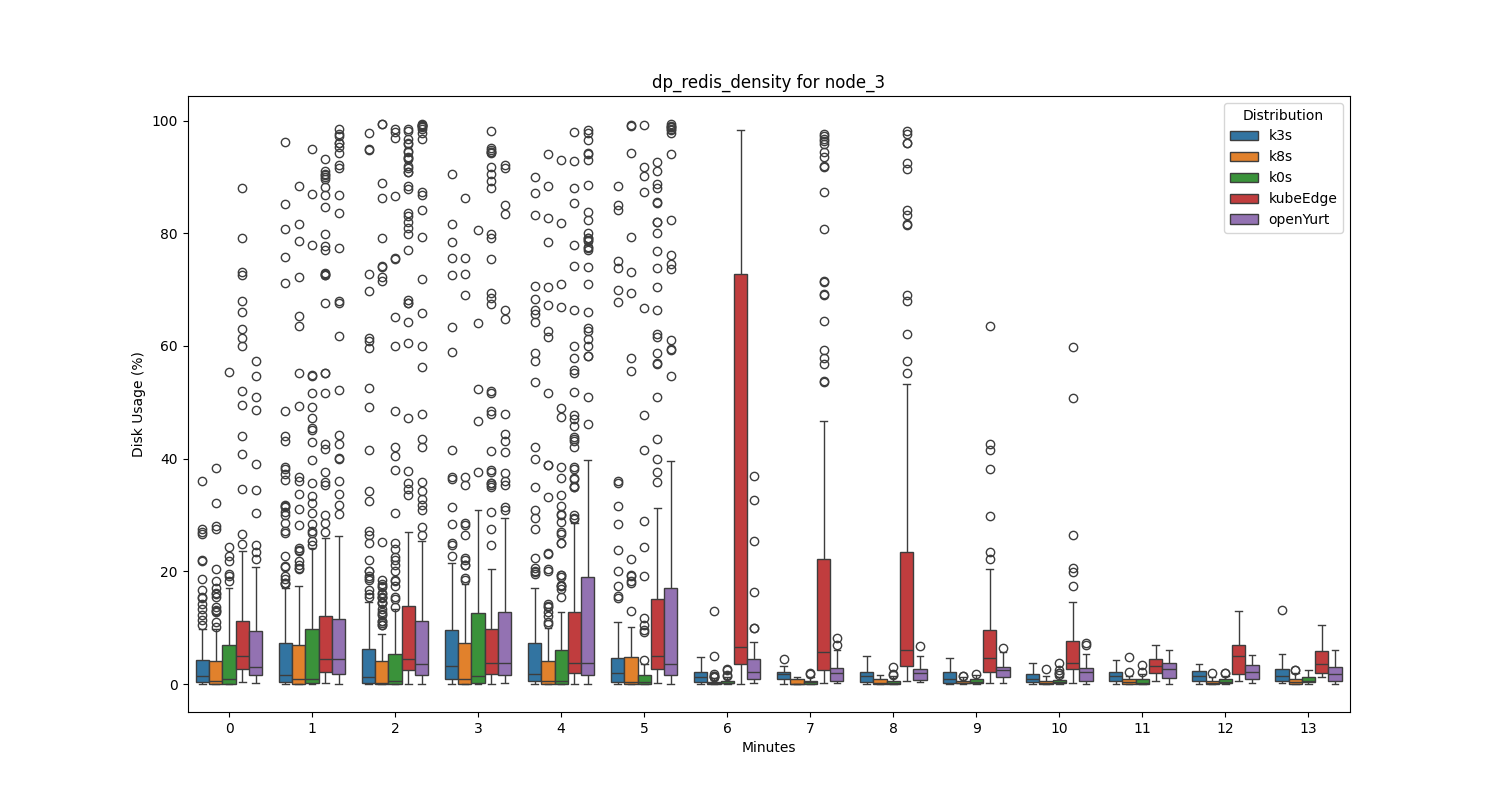 dp_redis_density for node_3
Distribution
k3s
k8s
k0s
kubeEdge
openYurt
Disk Usage (%)
100
80
60
40
20
0
0 1 2 3 4 5 6 7 8 9 10 11 12 13
Minutes